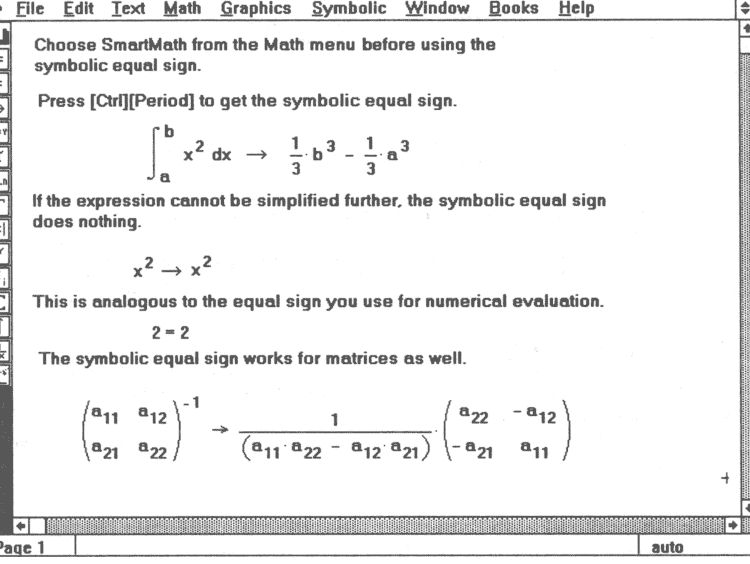 File Edit Text Math Graphics Symbolic Window Books Help
Choose SmartMath from the Math menu before using the
symbolic equal sign.
Press [Ctrl][Period] to get the symbolic equal sign.
∫ₐᵇ x² dx → 1/3 · b³ − 1/3 · a³
If the expression cannot be simplified further, the symbolic equal sign
does nothing.
x² → x²
This is analogous to the equal sign you use for numerical evaluation.
2 = 2
The symbolic equal sign works for matrices as well.
(a₁₁ a₁₂; a₂₁ a₂₂)⁻¹ → 1/(a₁₁·a₂₂ − a₁₂·a₂₁) · (a₂₂ −a₁₂; −a₂₁ a₁₁)
Page 1 auto